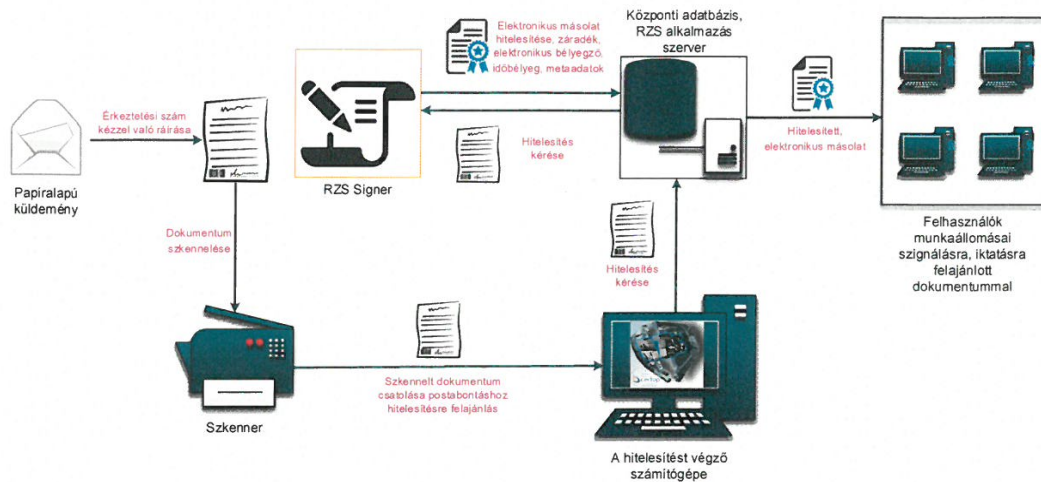 Elektronikus másolat
hitelesítése, záradék,
elektronikus bélyegző,
időbélyeg, metaadatok
Központi adatbázis,
RZS alkalmazás
szerver
Érkeztetési szám
kézzel való ráírása
Hitelesítés
kérése
Hitelesített,
elektronikus másolat
Papíralapú
küldemény
RZS Signer
Dokumentum
szkennelése
Hitelesítés
kérése
Felhasználók
munkaállomásai
szignálásra, iktatásra
felajánlott
dokumentummal
Szkennelt dokumentum
csatolása postabontáshoz
hitelesítésre felajánlás
Szkenner
A hitelesítést végző
számítógépe